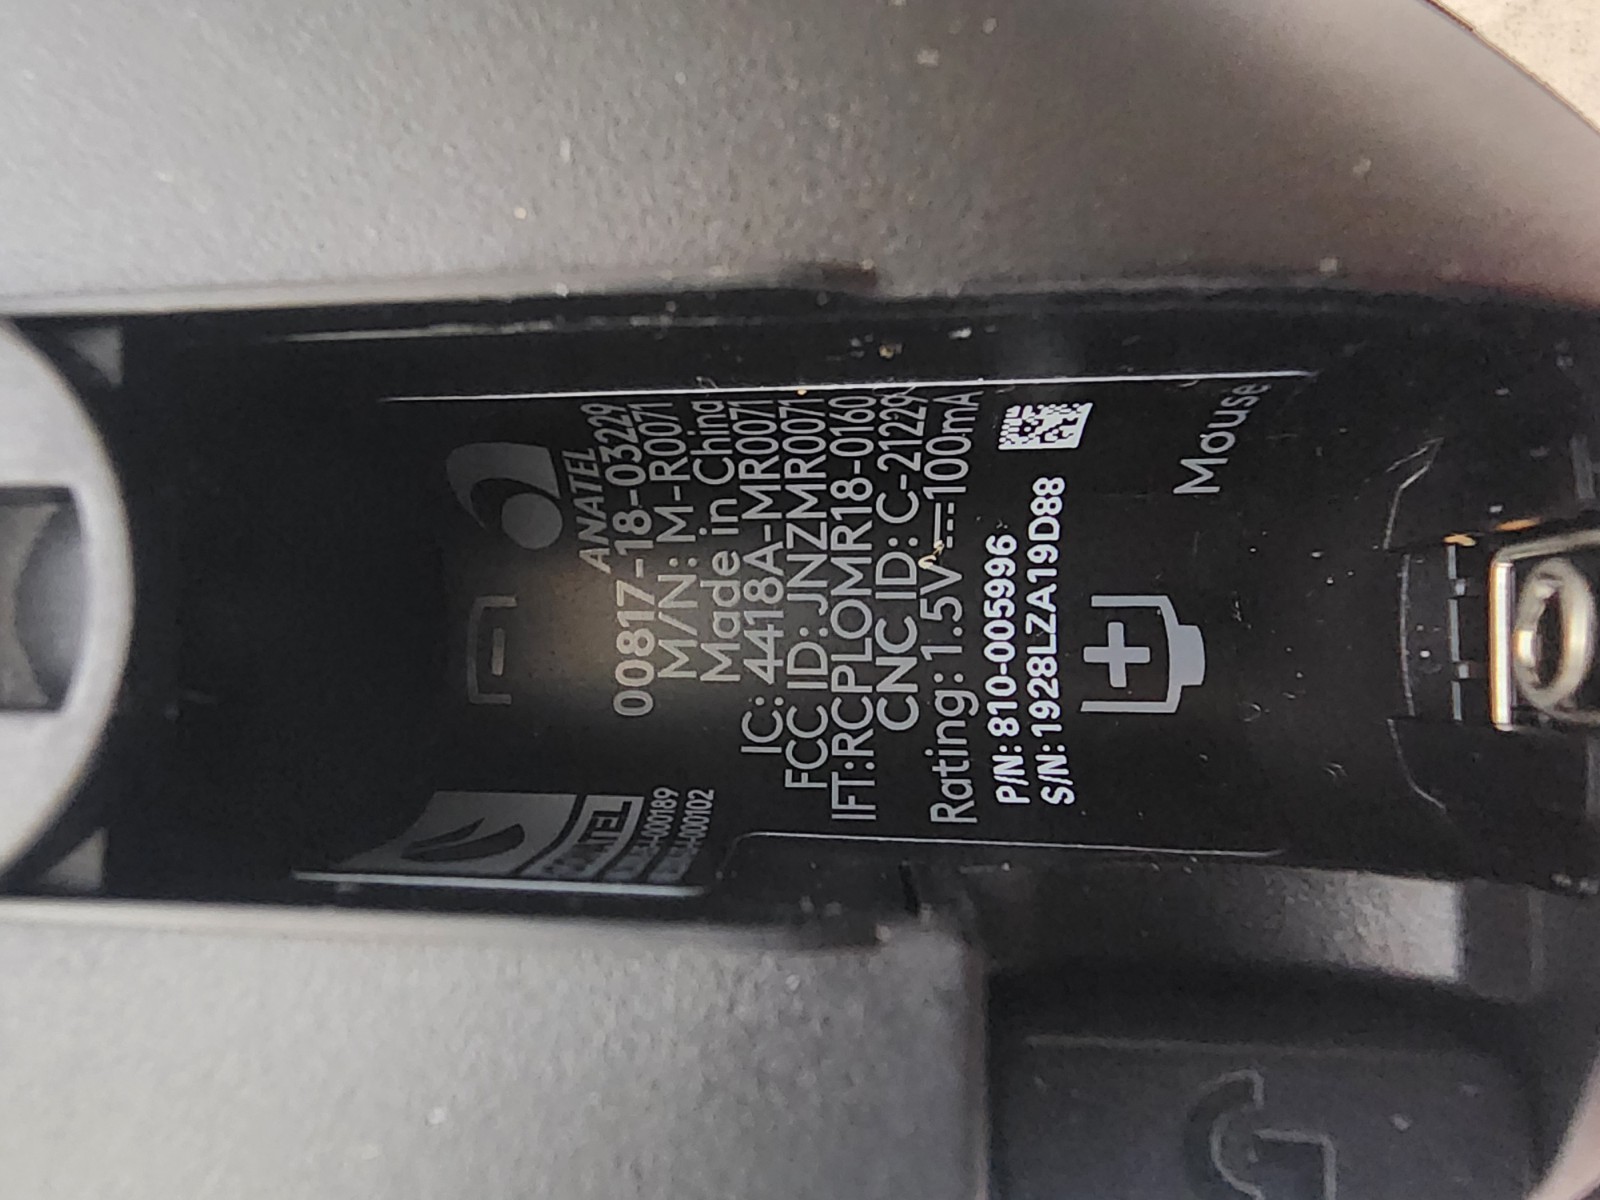 ANATEL
00817-18-03229
M/N: M-R0071
Made in China
IC: 4418A-MR0071
FCC ID: JNZMR0071
IFT:RCPLOMR18-0160
CNC ID: C-21229
Rating: 1.5V 100mA
P/N: 810-005996
S/N: 1928LZA19D88
Mouse